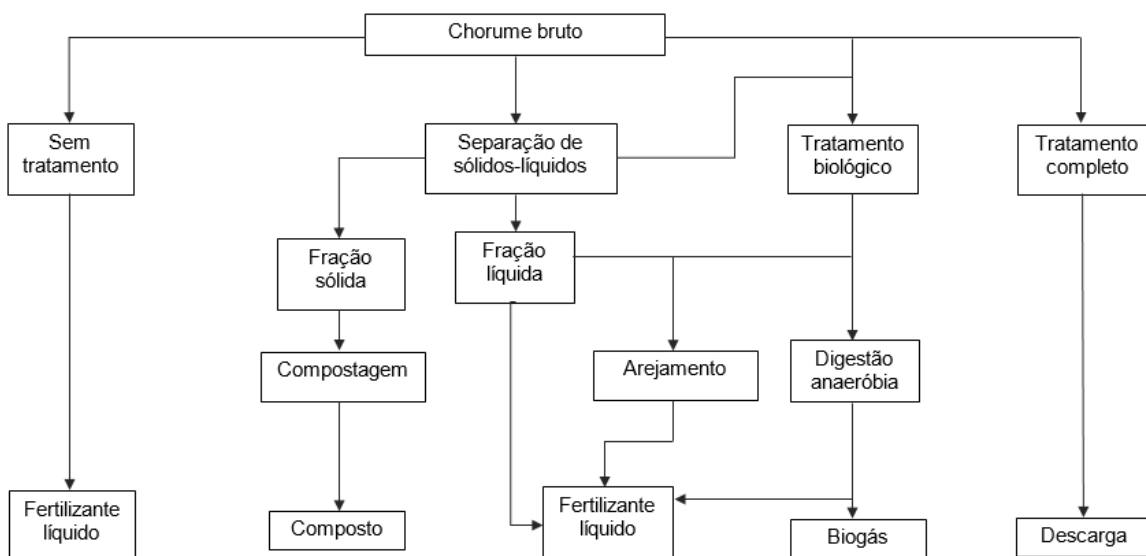 Chorume bruto
Sem
tratamento
Separação de
sólidos-líquidos
Tratamento
biológico
Tratamento
completo
Fração
sólida
Fração
líquida
Compostagem
Arejamento
Digestão
anaeróbia
Fertilizante
líquido
Composto
Fertilizante
líquido
Biogás
Descarga